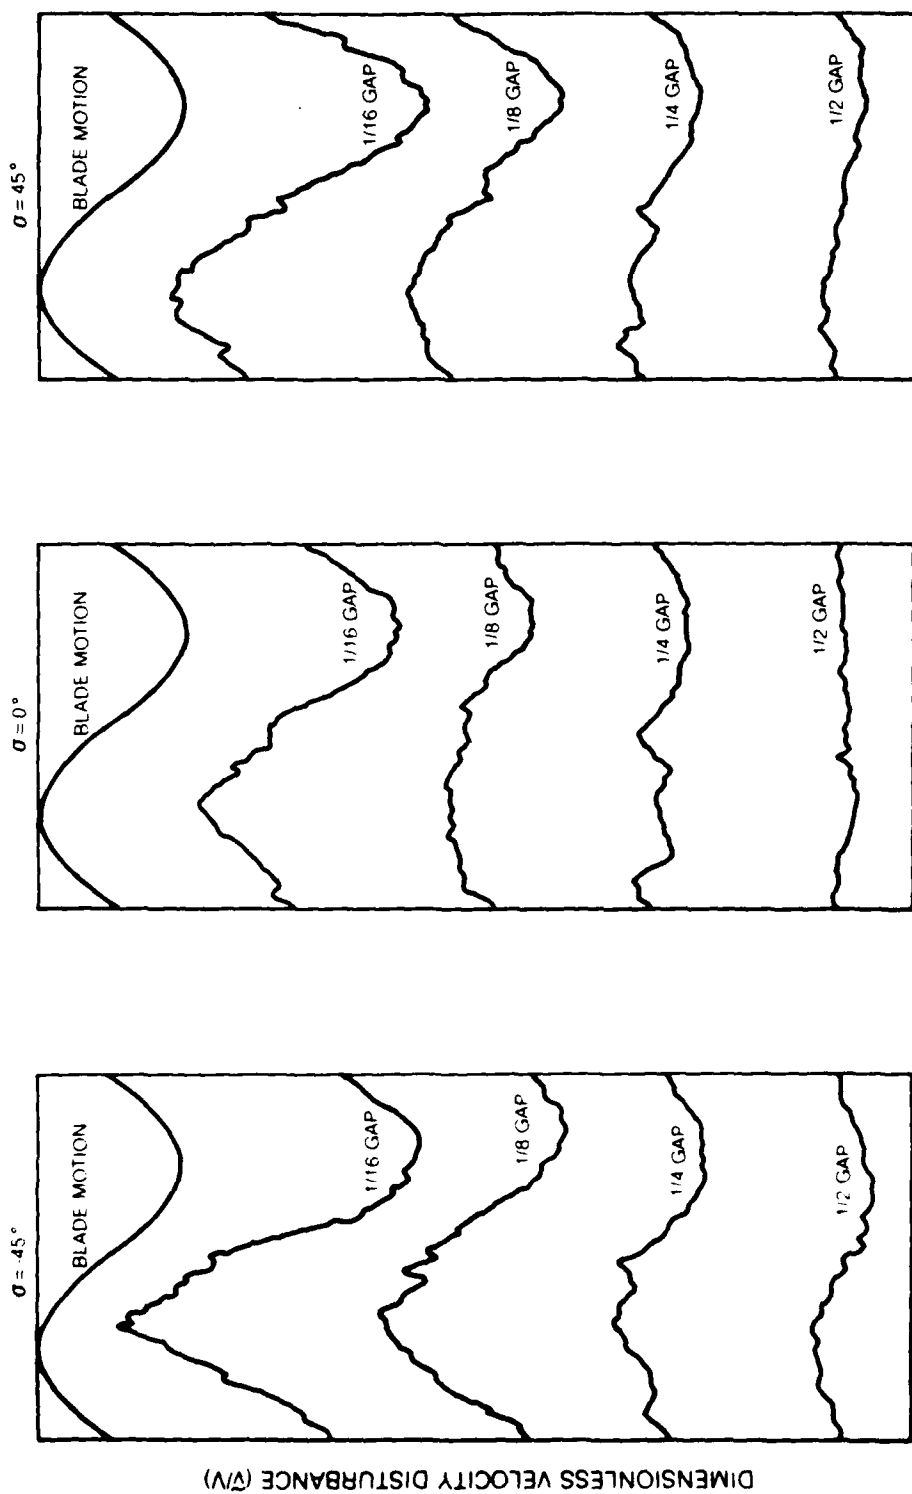 σ = -45°
BLADE MOTION
1/16 GAP
1/8 GAP
1/4 GAP
1/2 GAP
σ = 0°
BLADE MOTION
1/16 GAP
1/8 GAP
1/4 GAP
1/2 GAP
σ = 45°
BLADE MOTION
1/16 GAP
1/8 GAP
1/4 GAP
1/2 GAP
DIMENSIONLESS VELOCITY DISTURBANCE (ṽ/V)